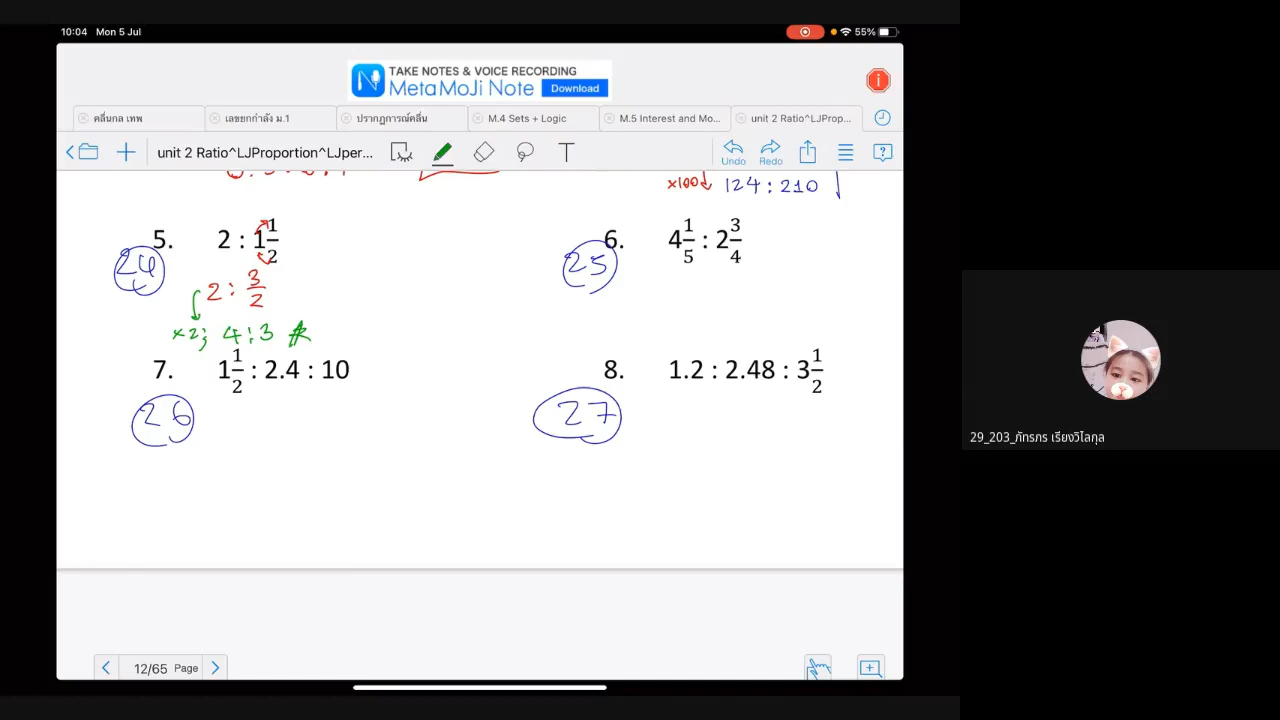 10:04 Mon 5 Jul
55%
TAKE NOTES & VOICE RECORDING
MetaMoJi Note Download
คลื่นกล เทพ
เลขยกกำลัง ม.1
ปรากฏการณ์คลื่น
M.4 Sets + Logic
M.5 Interest and Mo...
unit 2 Ratio^LJProp...
unit 2 Ratio^LJProportion^LJper...
T
Undo
Redo
×100 124 : 210
5. 2 : 1 1/2
24
2 : 3/2
×2; 4 : 3
6. 4 1/5 : 2 3/4
25
7. 1 1/2 : 2.4 : 10
26
8. 1.2 : 2.48 : 3 1/2
27
12/65 Page
29_203_ภัทรภร เรียงวิไลกุล